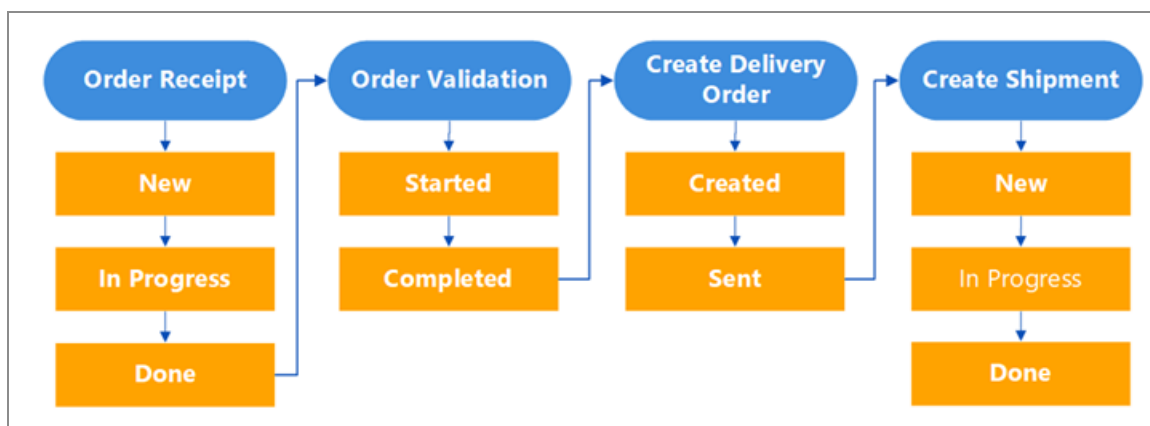 Order Receipt
New
In Progress
Done
Order Validation
Started
Completed
Create Delivery
Order
Created
Sent
Create Shipment
New
In Progress
Done